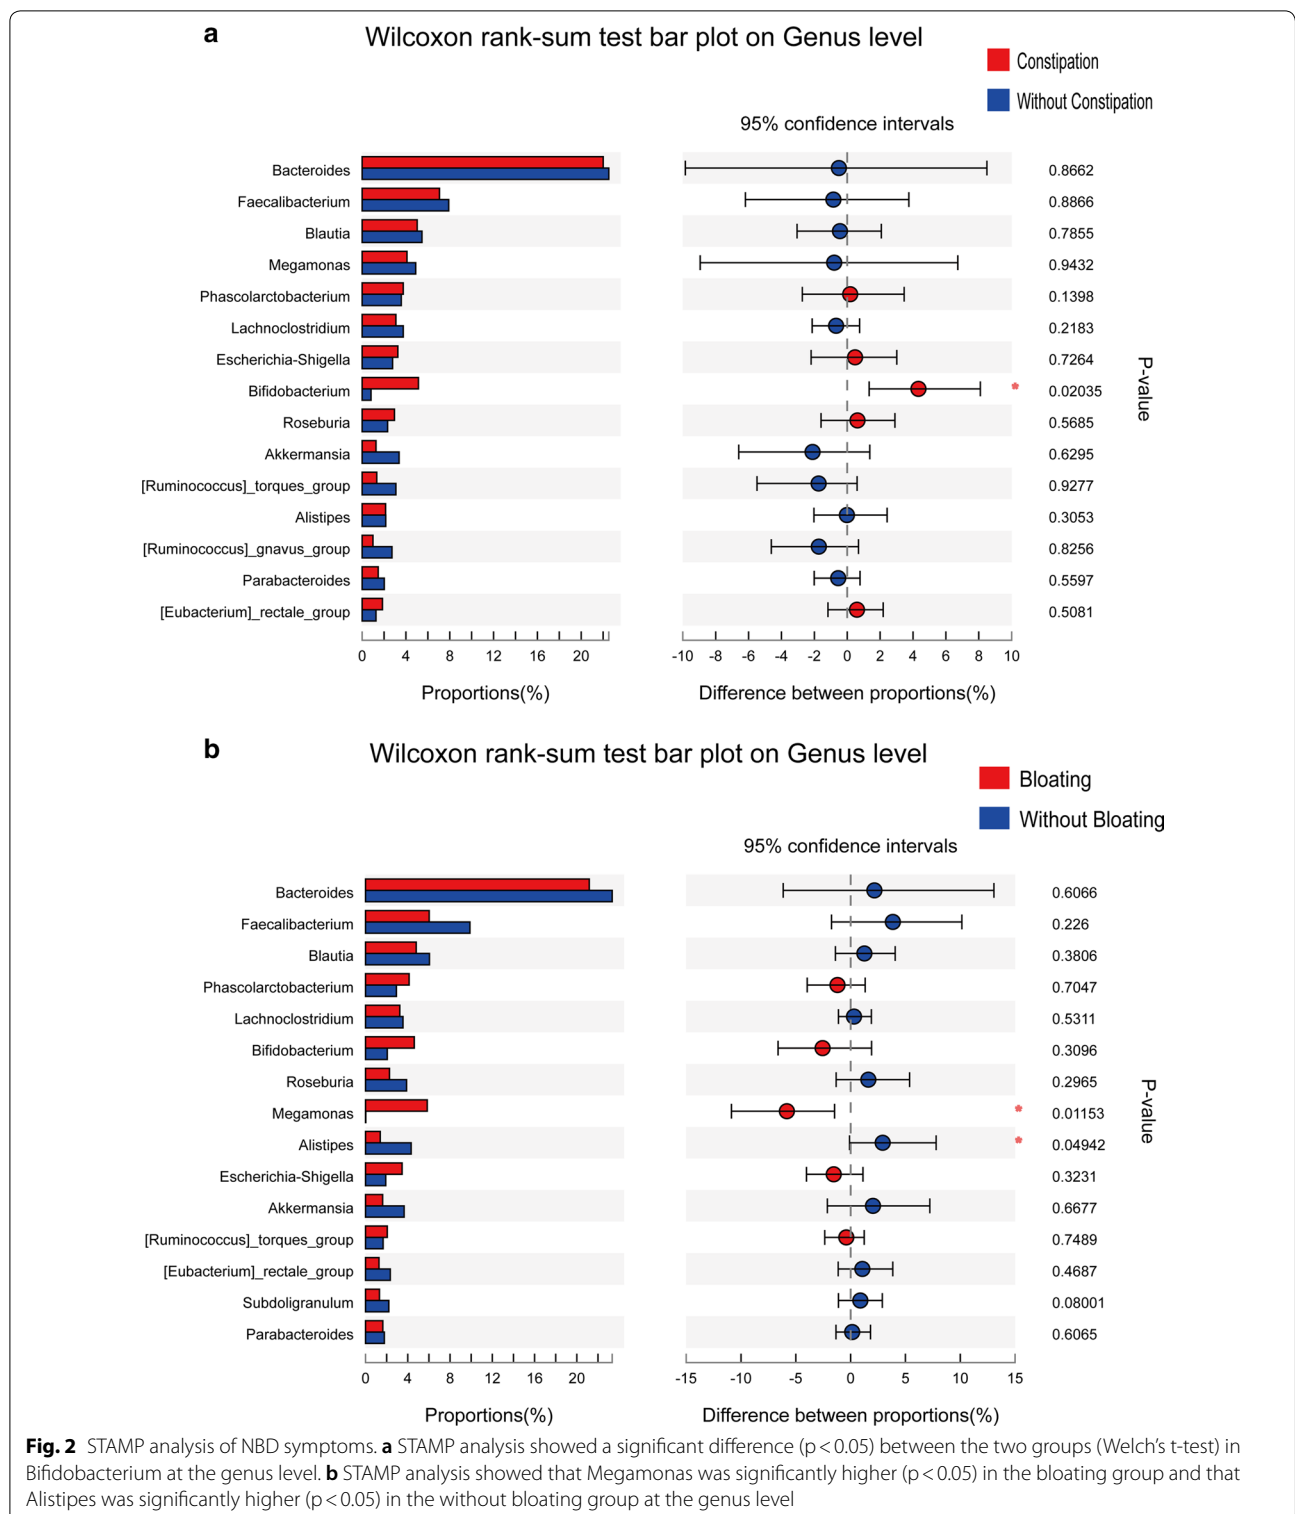 a
Wilcoxon rank-sum test bar plot on Genus level
Constipation
Without Constipation
95% confidence intervals
Bacteroides 0.8662
Faecalibacterium 0.8866
Blautia 0.7855
Megamonas 0.9432
Phascolarctobacterium 0.1398
Lachnoclostridium 0.2183
Escherichia-Shigella 0.7264
Bifidobacterium * 0.02035
Roseburia 0.5685
Akkermansia 0.6295
[Ruminococcus]_torques_group 0.9277
Alistipes 0.3053
[Ruminococcus]_gnavus_group 0.8256
Parabacteroides 0.5597
[Eubacterium]_rectale_group 0.5081
P-value
0 4 8 12 16 20 -10 -8 -6 -4 -2 0 2 4 6 8 10
Proportions(%) Difference between proportions(%)
b
Wilcoxon rank-sum test bar plot on Genus level
Bloating
Without Bloating
95% confidence intervals
Bacteroides 0.6066
Faecalibacterium 0.226
Blautia 0.3806
Phascolarctobacterium 0.7047
Lachnoclostridium 0.5311
Bifidobacterium 0.3096
Roseburia 0.2965
Megamonas * 0.01153
Alistipes * 0.04942
Escherichia-Shigella 0.3231
Akkermansia 0.6677
[Ruminococcus]_torques_group 0.7489
[Eubacterium]_rectale_group 0.4687
Subdoligranulum 0.08001
Parabacteroides 0.6065
P-value
0 4 8 12 16 20 -15 -10 -5 0 5 10 15
Proportions(%) Difference between proportions(%)
Fig. 2 STAMP analysis of NBD symptoms. a STAMP analysis showed a significant difference (p < 0.05) between the two groups (Welch's t-test) in
Bifidobacterium at the genus level. b STAMP analysis showed that Megamonas was significantly higher (p < 0.05) in the bloating group and that
Alistipes was significantly higher (p < 0.05) in the without bloating group at the genus level